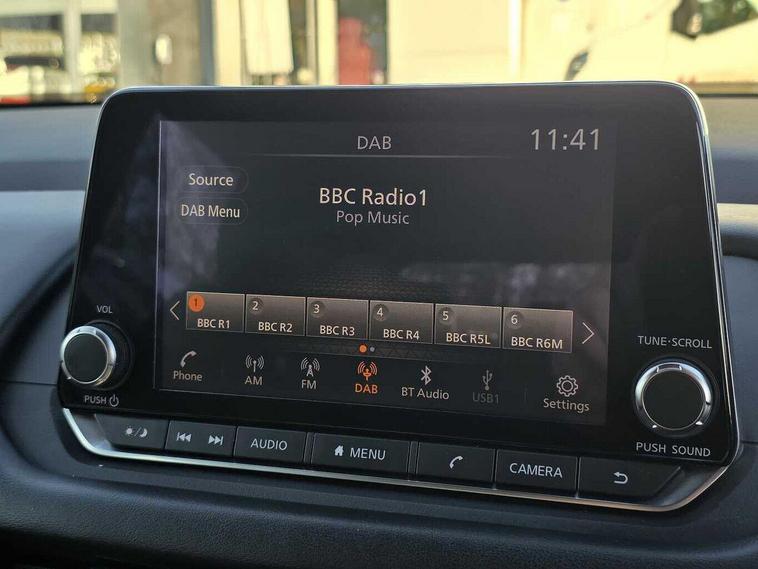 DAB
11:41
Source
DAB Menu
BBC Radio1
Pop Music
1
BBC R1
2
BBC R2
3
BBC R3
4
BBC R4
5
BBC R5L
6
BBC R6M
Phone
AM
FM
DAB
BT Audio
USB1
Settings
VOL
PUSH
TUNE·SCROLL
PUSH SOUND
AUDIO
MENU
CAMERA